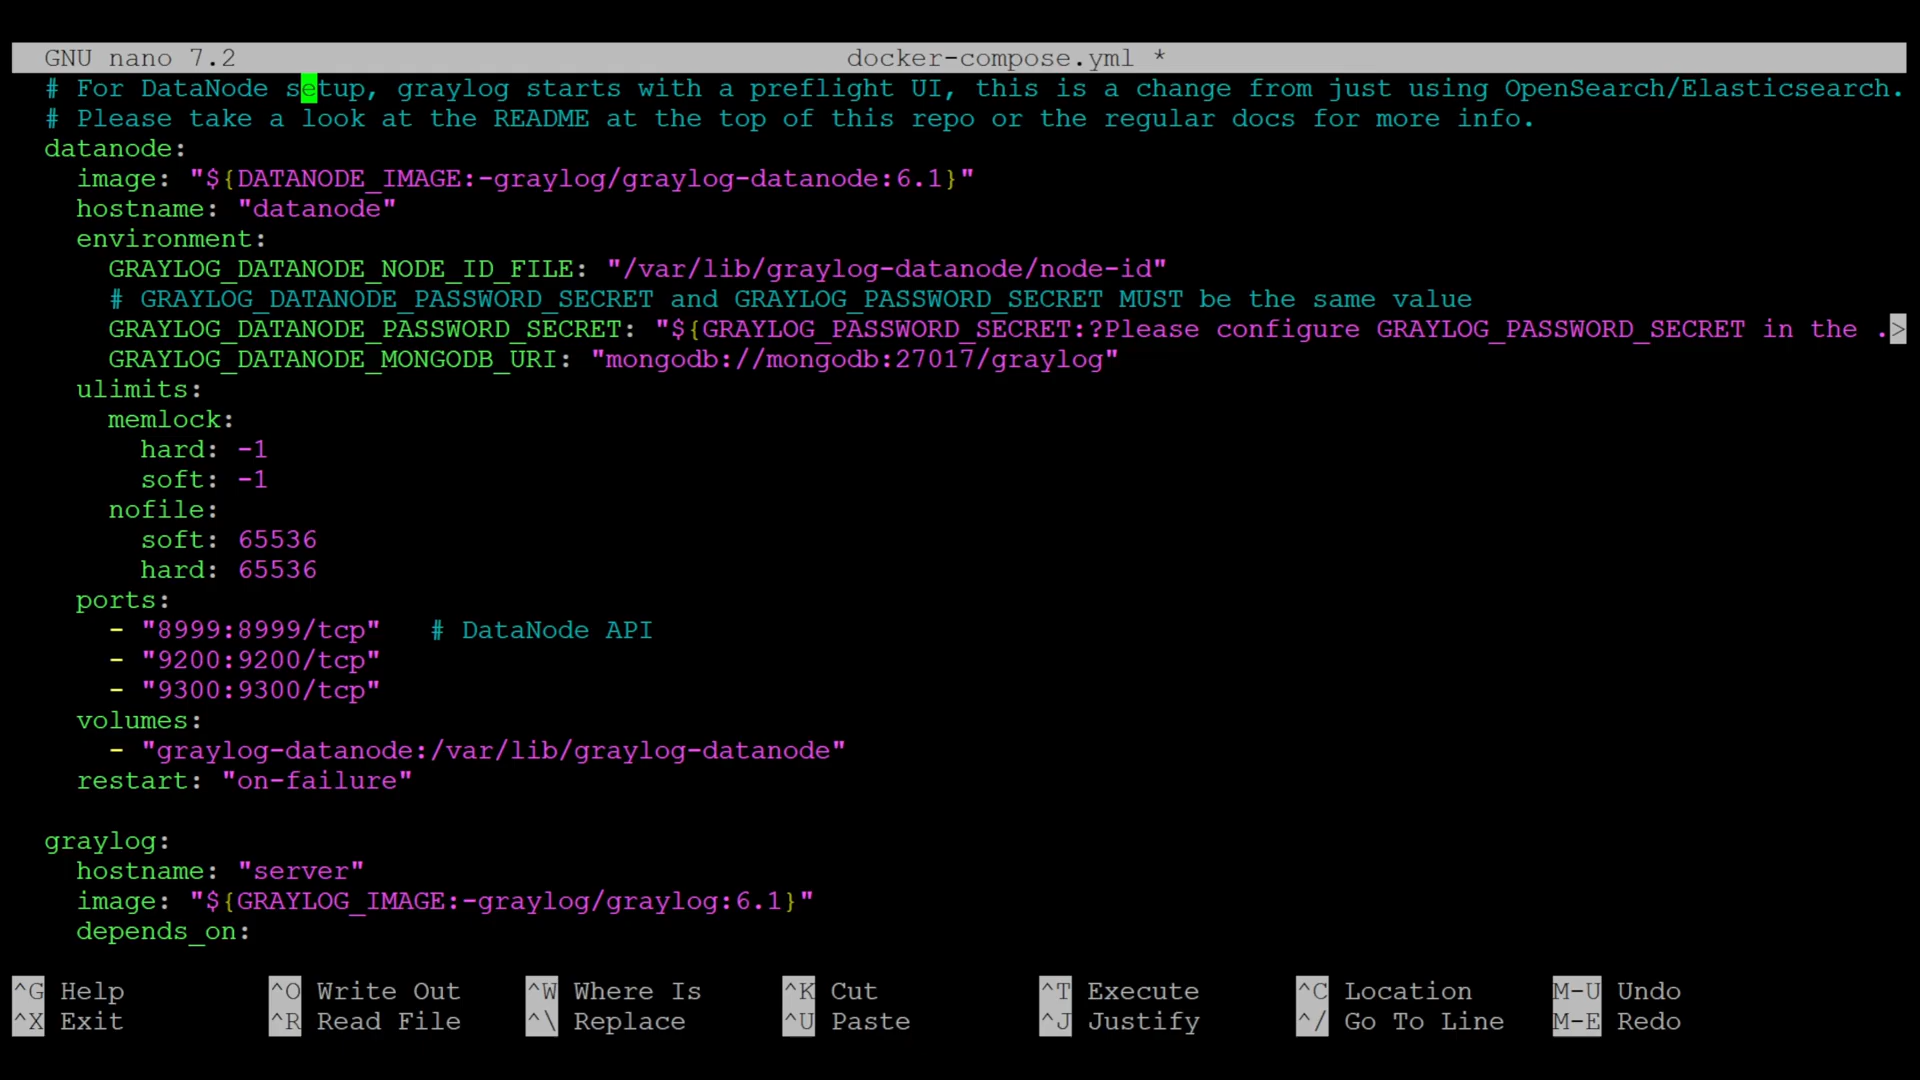 GNU nano 7.2 docker-compose.yml *
# For DataNode setup, graylog starts with a preflight UI, this is a change from just using OpenSearch/Elasticsearch.
# Please take a look at the README at the top of this repo or the regular docs for more info.
datanode:
image: "${DATANODE_IMAGE:-graylog/graylog-datanode:6.1}"
hostname: "datanode"
environment:
GRAYLOG_DATANODE_NODE_ID_FILE: "/var/lib/graylog-datanode/node-id"
# GRAYLOG_DATANODE_PASSWORD_SECRET and GRAYLOG_PASSWORD_SECRET MUST be the same value
GRAYLOG_DATANODE_PASSWORD_SECRET: "${GRAYLOG_PASSWORD_SECRET:?Please configure GRAYLOG_PASSWORD_SECRET in the .>
GRAYLOG_DATANODE_MONGODB_URI: "mongodb://mongodb:27017/graylog"
ulimits:
memlock:
hard: -1
soft: -1
nofile:
soft: 65536
hard: 65536
ports:
- "8999:8999/tcp" # DataNode API
- "9200:9200/tcp"
- "9300:9300/tcp"
volumes:
- "graylog-datanode:/var/lib/graylog-datanode"
restart: "on-failure"
graylog:
hostname: "server"
image: "${GRAYLOG_IMAGE:-graylog/graylog:6.1}"
depends_on:
^G Help ^O Write Out ^W Where Is ^K Cut ^T Execute ^C Location M-U Undo
^X Exit ^R Read File ^\ Replace ^U Paste ^J Justify ^/ Go To Line M-E Redo